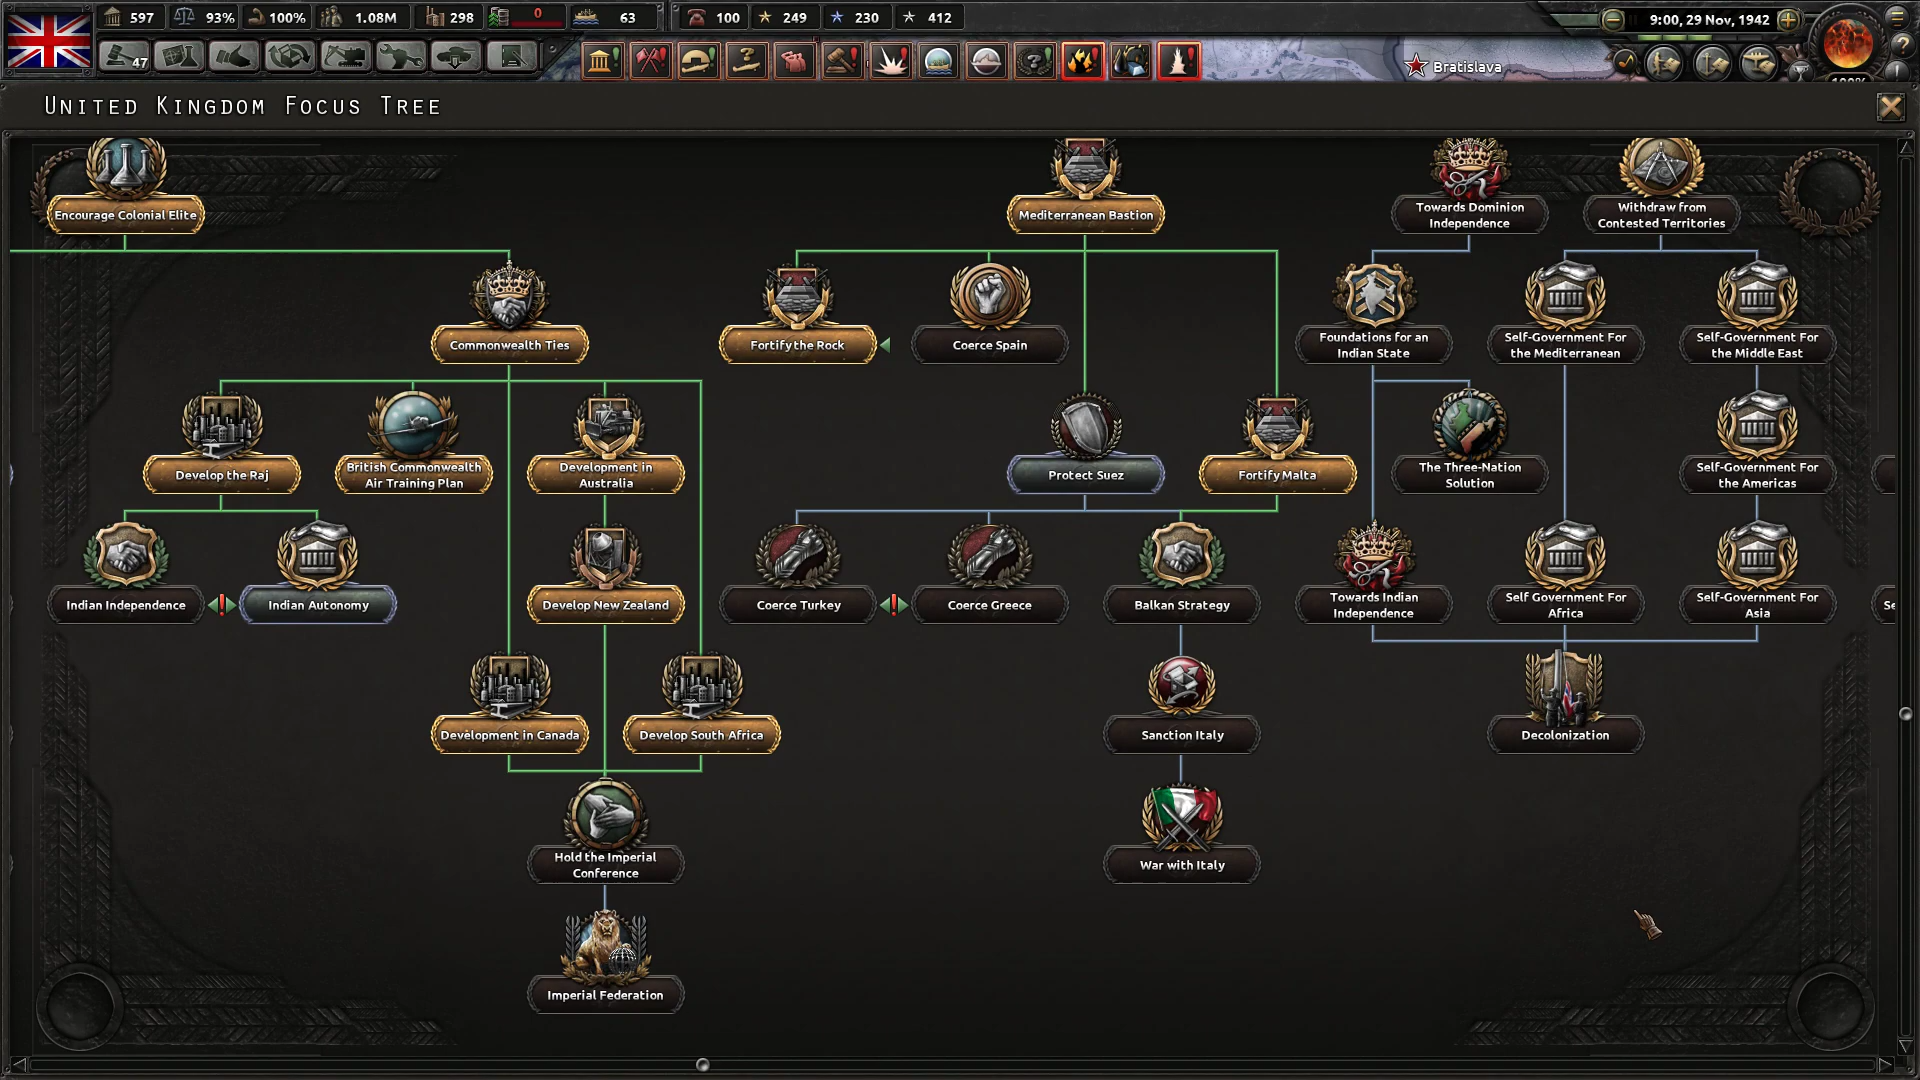 597
93%
100%
1.08M
298
0
63
100
249
230
412
9:00, 29 Nov, 1942
47
Bratislava
100%
United Kingdom Focus Tree
Encourage Colonial Elite
Mediterranean Bastion
Towards Dominion
Independence
Withdraw from
Contested Territories
Commonwealth Ties
Fortify the Rock
Coerce Spain
Foundations for an
Indian State
Self-Government For
the Mediterranean
Self-Government For
the Middle East
Develop the Raj
British Commonwealth
Air Training Plan
Development in
Australia
Protect Suez
Fortify Malta
The Three-Nation
Solution
Self-Government For
the Americas
Indian Independence
Indian Autonomy
Develop New Zealand
Coerce Turkey
Coerce Greece
Balkan Strategy
Towards Indian
Independence
Self Government For
Africa
Self-Government For
Asia
Se
Development in Canada
Develop South Africa
Sanction Italy
Decolonization
Hold the Imperial
Conference
War with Italy
Imperial Federation